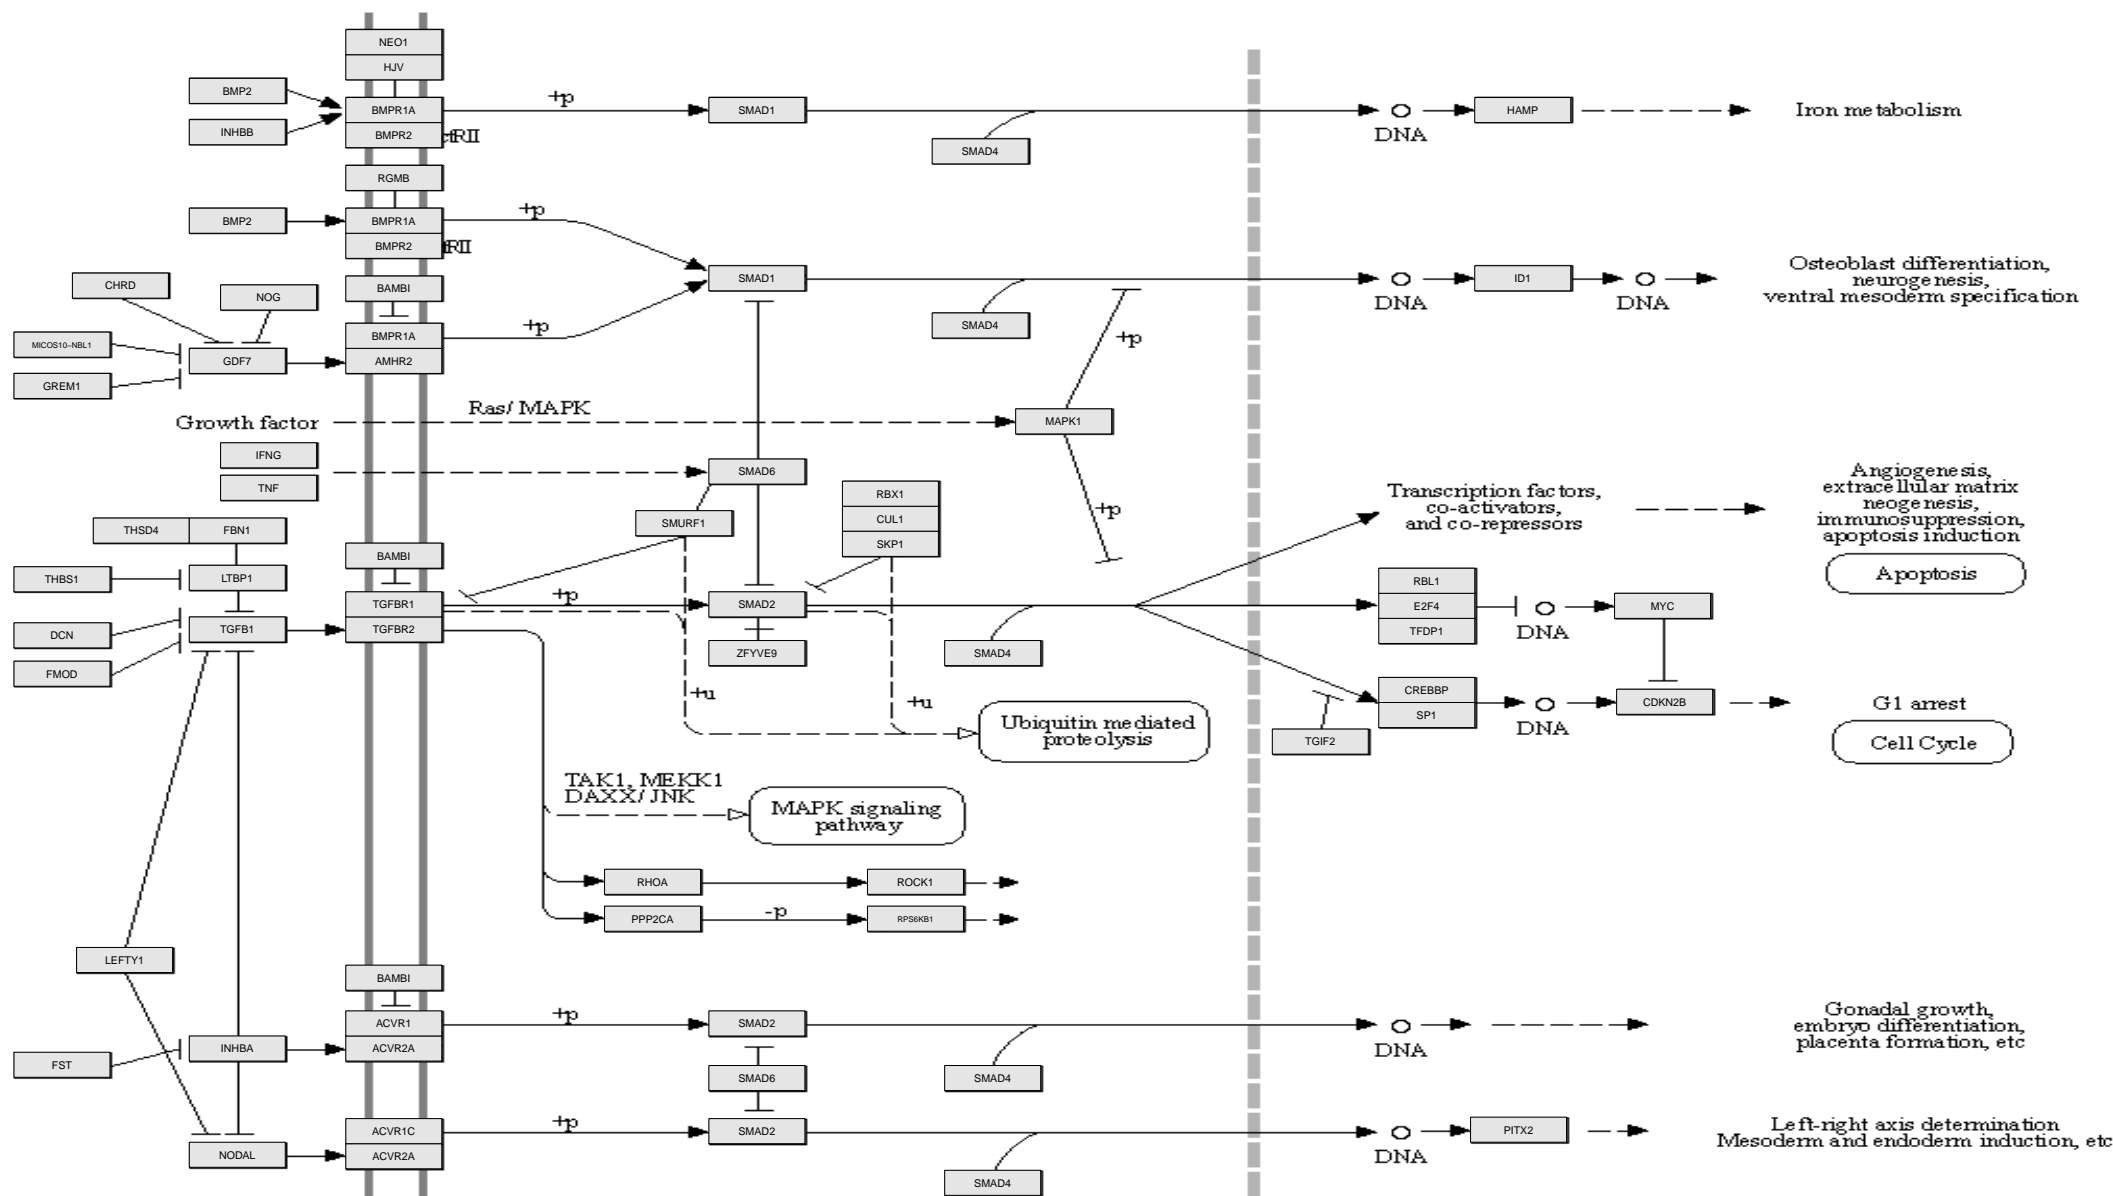 NEO1
HJV
BMP2
INHBB
BMPR1A
BMPR2
RII
+p
SMAD1
SMAD4
DNA
HAMP
Iron metabolism
RGMB
BMP2
BMPR1A
BMPR2
RII
+p
CHRD
NOG
BAMBI
MICOS10-NBL1
GREM1
GDF7
BMPR1A
AMHR2
+p
SMAD1
SMAD4
+p
DNA
ID1
DNA
Osteoblast differentiation,
neurogenesis,
ventral mesoderm specification
Growth factor
Ras/ MAPK
MAPK1
IFNG
TNF
SMAD6
SMURF1
RBX1
CUL1
SKP1
+p
Transcription factors,
co-activators,
and co-repressors
Angiogenesis,
extracellular matrix
neogenesis,
immunosuppression,
apoptosis induction
Apoptosis
THSD4
FBN1
THBS1
LTBP1
BAMBI
DCN
FMOD
TGFB1
TGFBR1
TGFBR2
+p
SMAD2
ZFYVE9
SMAD4
RBL1
E2F4
TFDP1
DNA
MYC
+u
+u
Ubiquitin mediated
proteolysis
CREBBP
SP1
TGIF2
DNA
CDKN2B
G1 arrest
Cell Cycle
TAK1, MEKK1
DAXX/ JNK
MAPK signaling
pathway
RHOA
ROCK1
PPP2CA
-p
RPS6KB1
LEFTY1
BAMBI
FST
INHBA
ACVR1
ACVR2A
+p
SMAD2
SMAD4
DNA
Gonadal growth,
embryo differentiation,
placenta formation, etc
SMAD6
NODAL
ACVR1C
ACVR2A
+p
SMAD2
SMAD4
DNA
PITX2
Left-right axis determination
Mesoderm and endoderm induction, etc